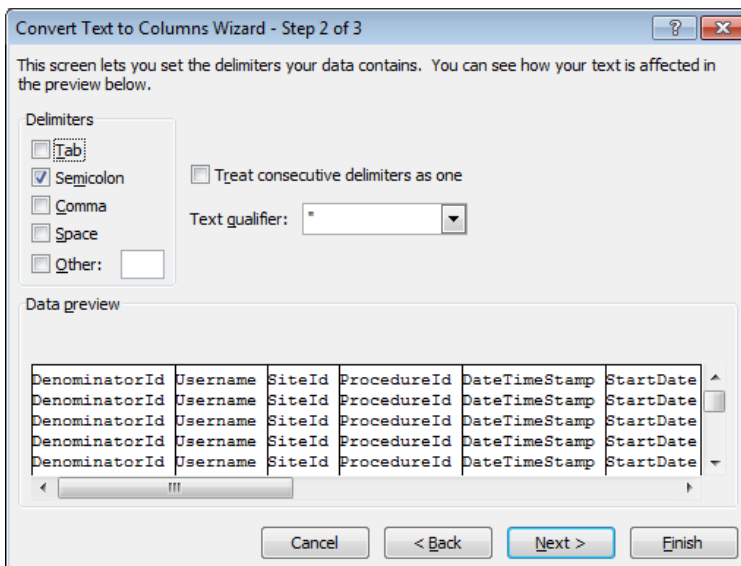 Convert Text to Columns Wizard - Step 2 of 3
This screen lets you set the delimiters your data contains. You can see how your text is affected in
the preview below.
Delimiters
Tab
Semicolon
Comma
Space
Other:
Treat consecutive delimiters as one
Text qualifier: "
Data preview
DenominatorId Username SiteId ProcedureId DateTimeStamp StartDate
DenominatorId Username SiteId ProcedureId DateTimeStamp StartDate
DenominatorId Username SiteId ProcedureId DateTimeStamp StartDate
DenominatorId Username SiteId ProcedureId DateTimeStamp StartDate
DenominatorId Username SiteId ProcedureId DateTimeStamp StartDate
Cancel < Back Next > Finish